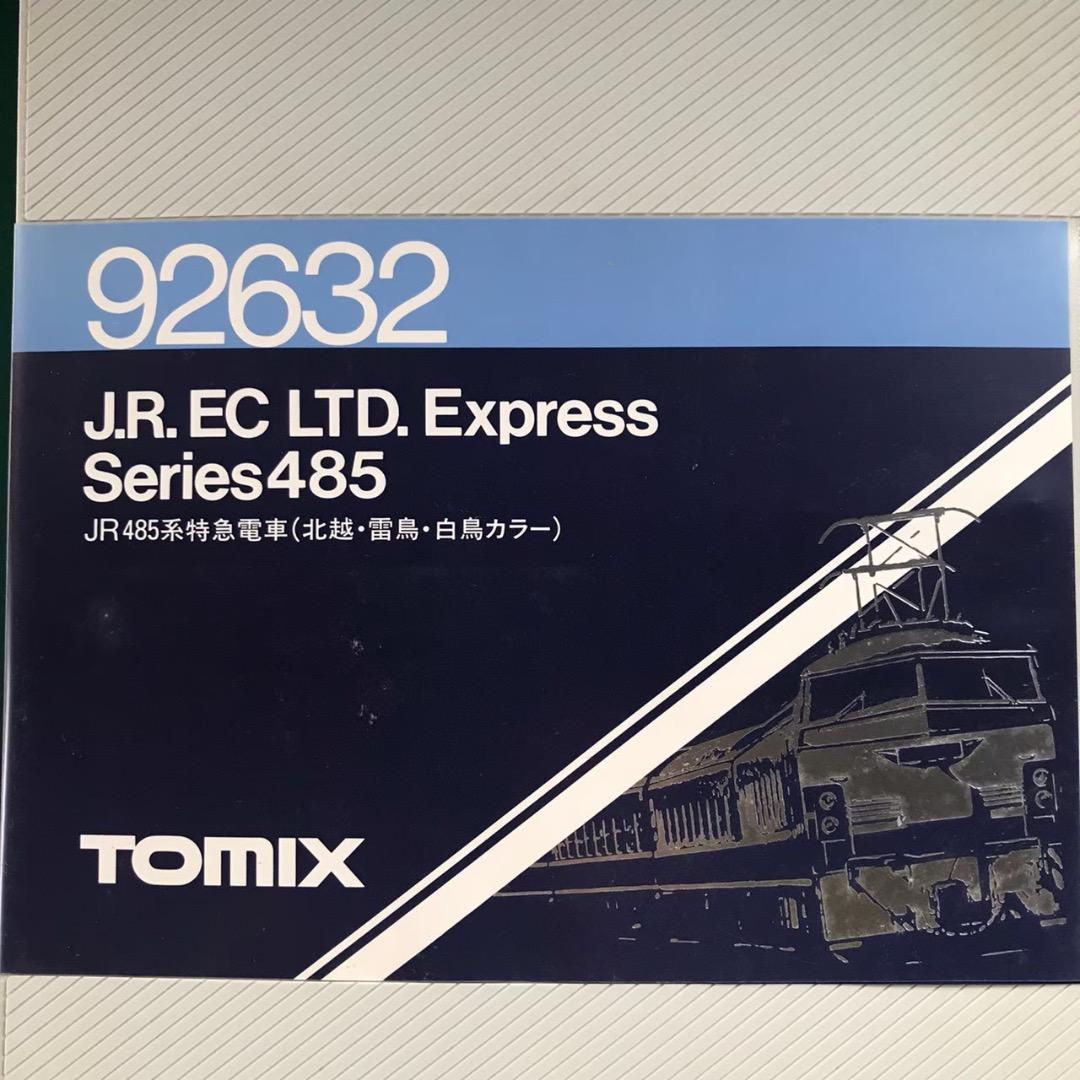 92632
J.R. EC LTD. Express
Series485
JR485系特急電車(北越・雷鳥・白鳥カラー)
TOMIX